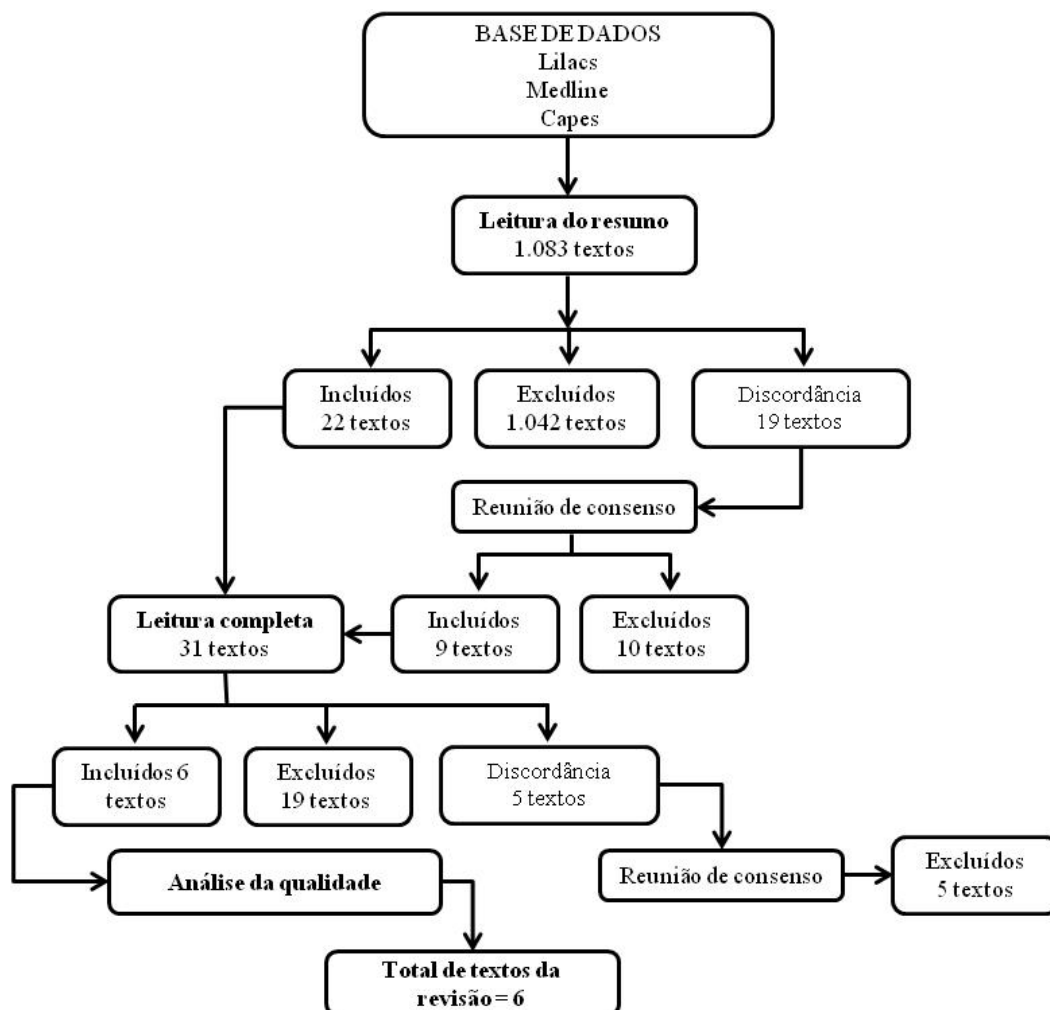 BASE DE DADOS
Lilacs
Medline
Capes
Leitura do resumo
1.083 textos
Incluídos
22 textos
Excluídos
1.042 textos
Discordância
19 textos
Reunião de consenso
Leitura completa
31 textos
Incluídos
9 textos
Excluídos
10 textos
Incluídos 6
textos
Excluídos
19 textos
Discordância
5 textos
Análise da qualidade
Reunião de consenso
Excluídos
5 textos
Total de textos da
revisão = 6